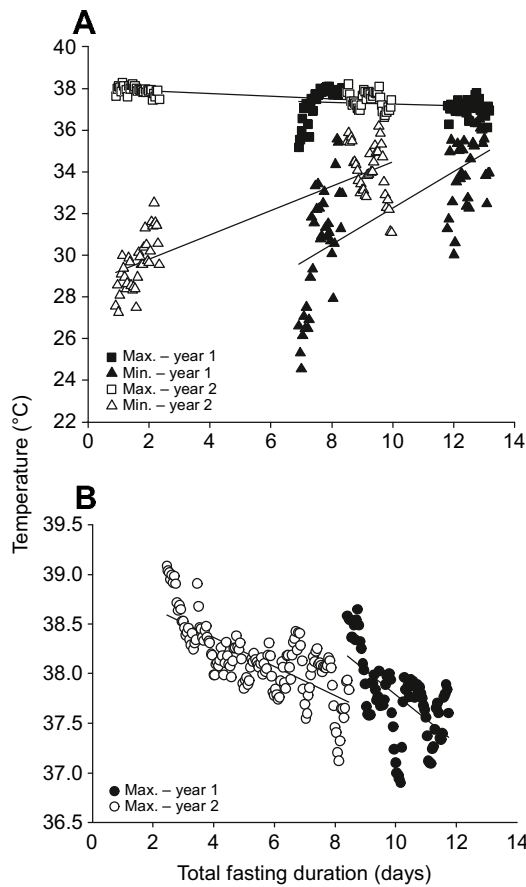 A
40
38
36
34
32
30
28
26
24
22
Max. – year 1
Min. – year 1
Max. – year 2
Min. – year 2
0 2 4 6 8 10 12 14
Temperature (°C)
B
39.5
39.0
38.5
38.0
37.5
37.0
36.5
Max. – year 1
Max. – year 2
0 2 4 6 8 10 12 14
Total fasting duration (days)